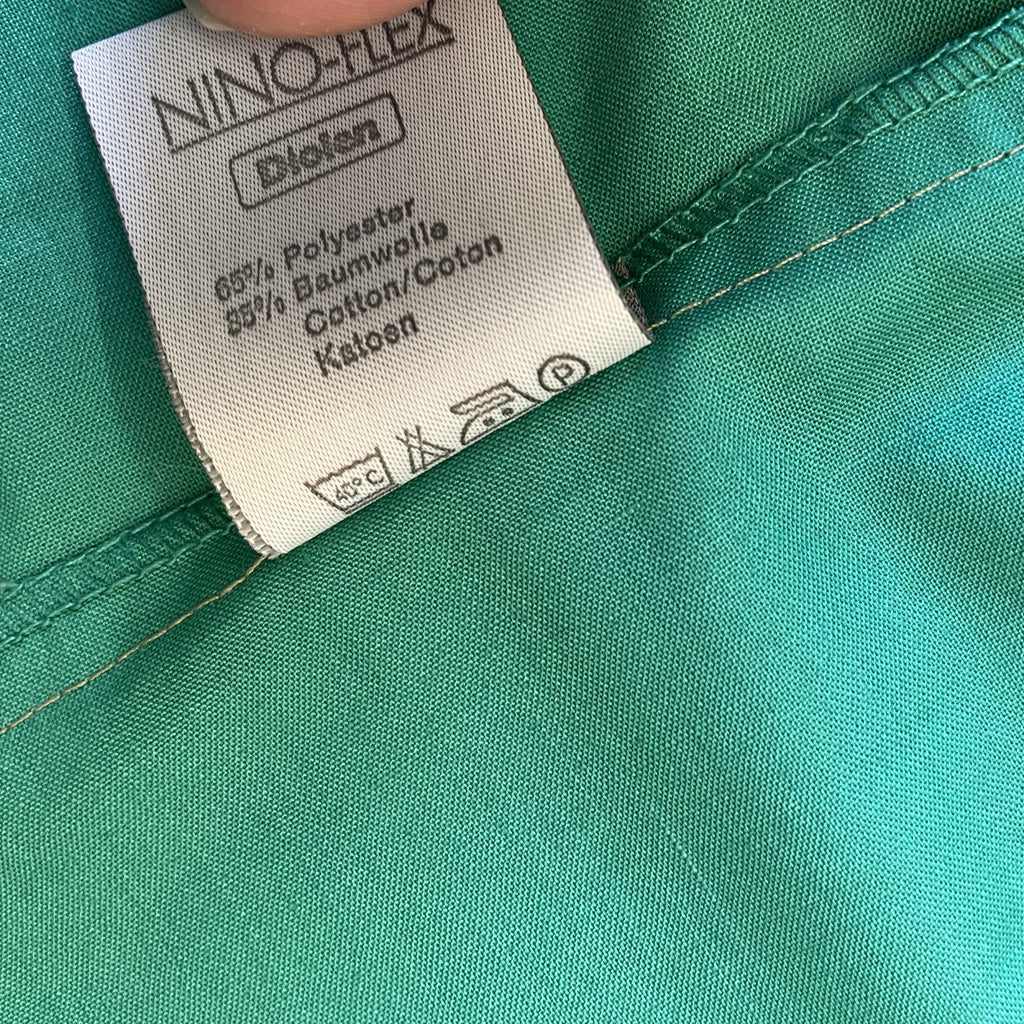 NINO-FLEX
Diolen
65% Polyester
35% Baumwolle
Cotton/Coton
Katoen
40°C
P